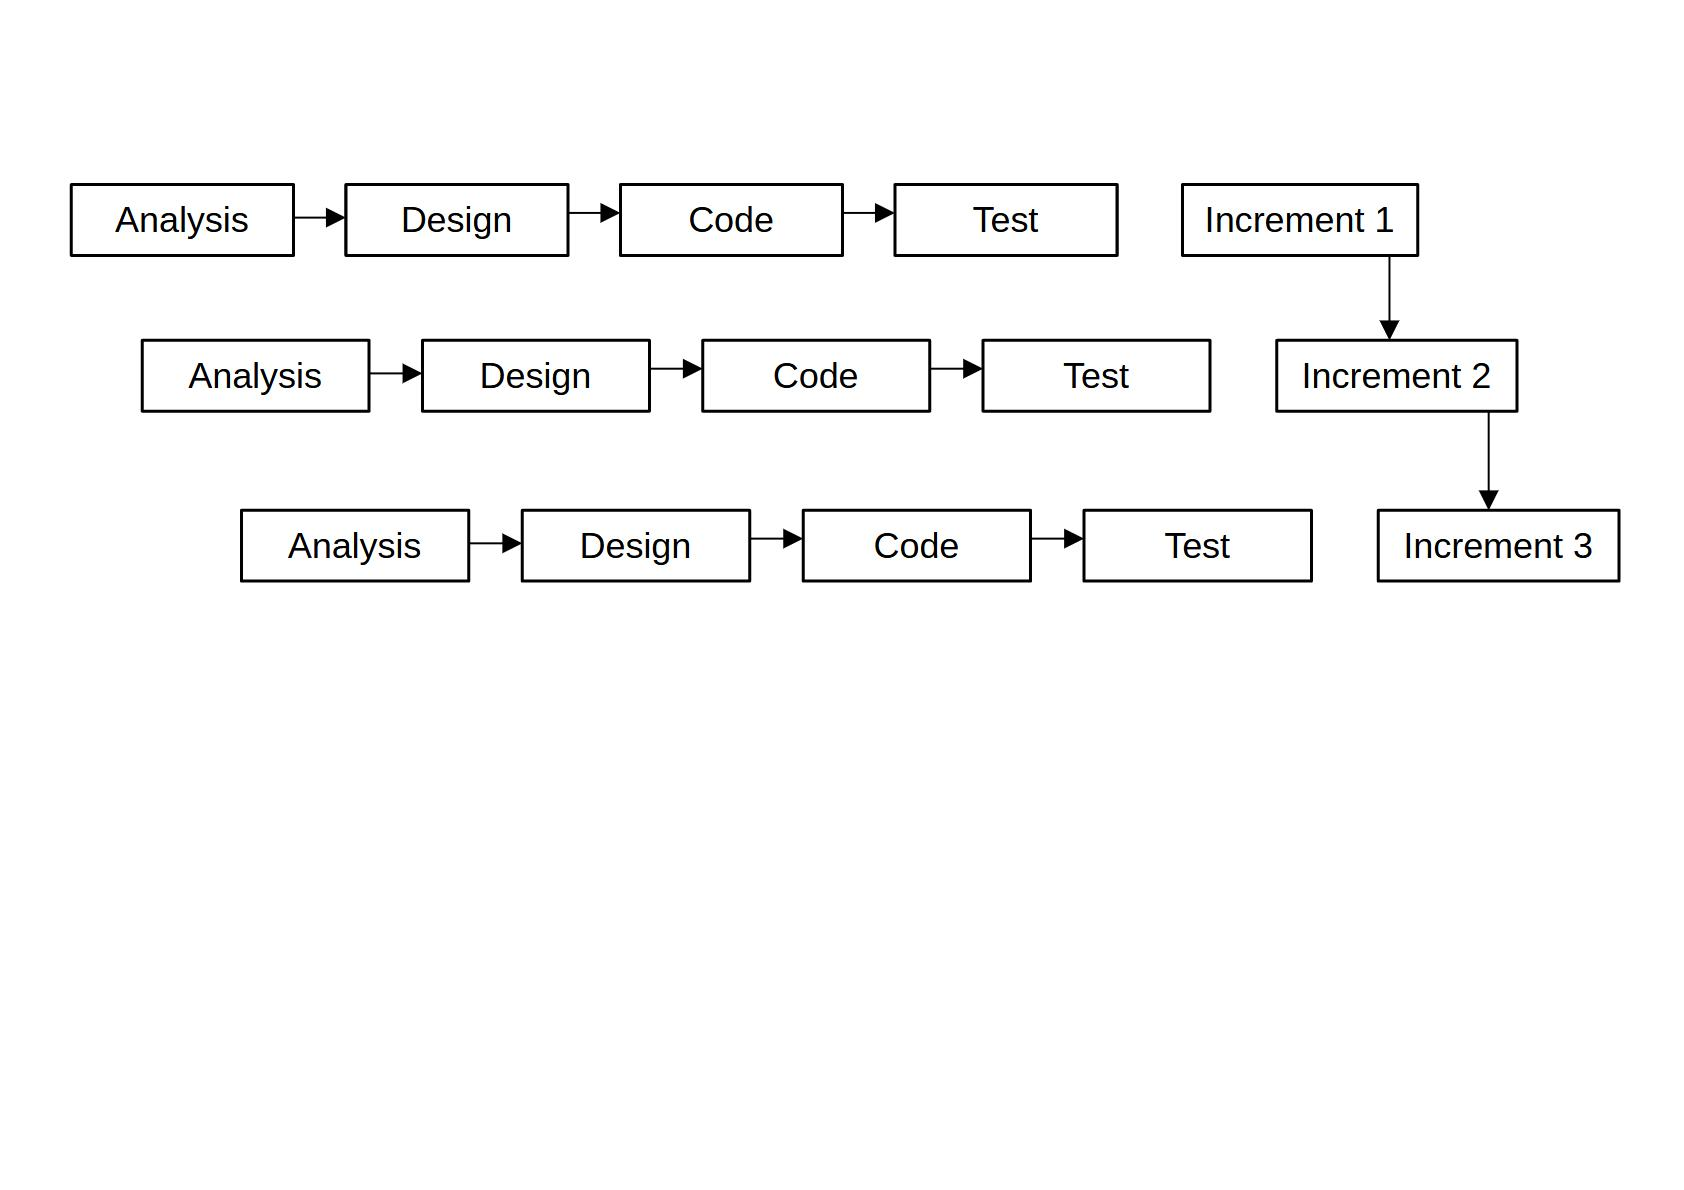 Analysis Design Code Test Increment 1
Analysis Design Code Test Increment 2
Analysis Design Code Test Increment 3